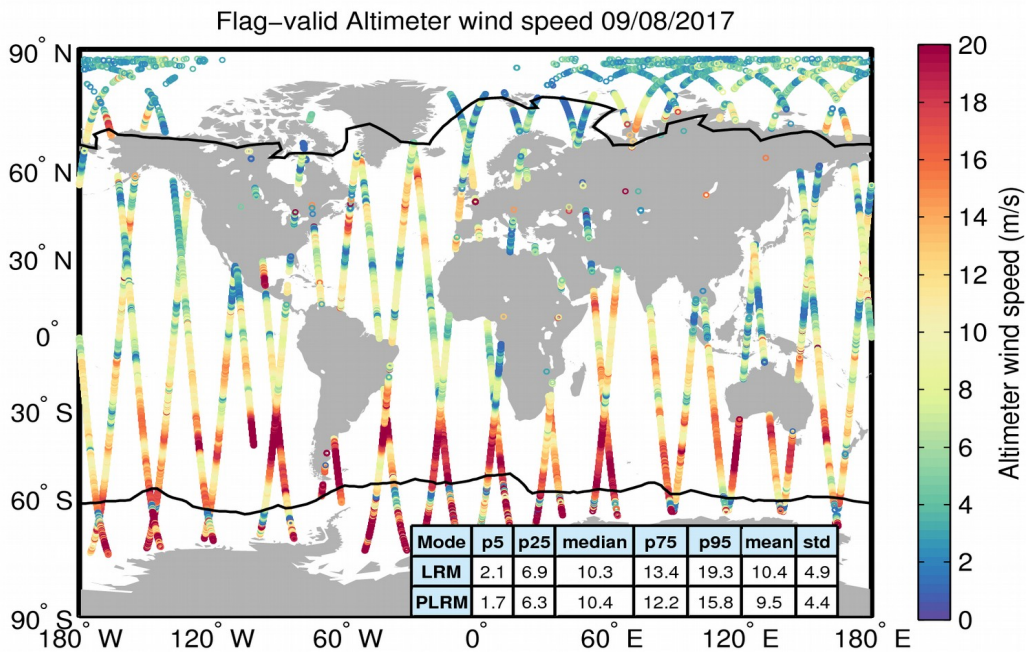 Flag−valid Altimeter wind speed 09/08/2017
90° N
60° N
30° N
0°
30° S
60° S
90° S
180° W
120° W
60° W
0°
60° E
120° E
180° E
Mode p5 p25 median p75 p95 mean std
LRM 2.1 6.9 10.3 13.4 19.3 10.4 4.9
PLRM 1.7 6.3 10.4 12.2 15.8 9.5 4.4
20
18
16
14
12
10
8
6
4
2
0
Altimeter wind speed (m/s)